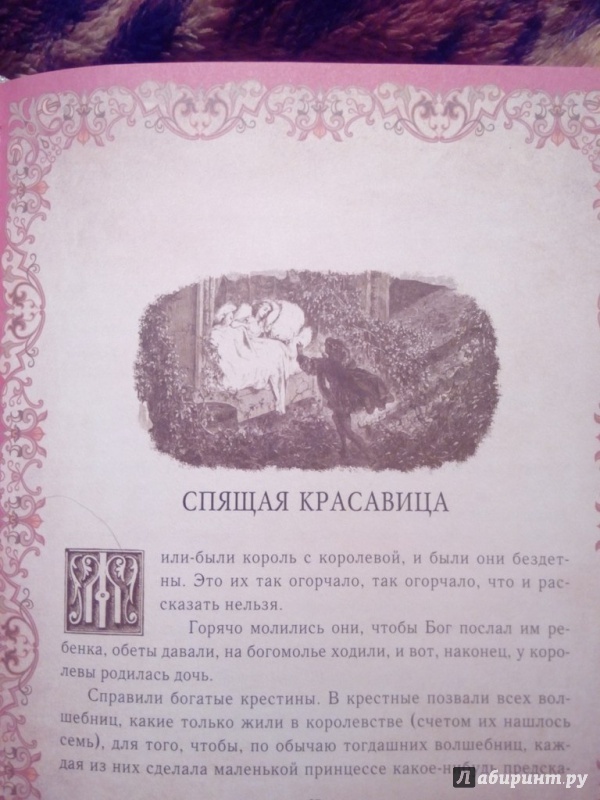 СПЯЩАЯ КРАСАВИЦА
Жили-были король с королевой, и были они бездет-
ны. Это их так огорчало, так огорчало, что и рас-
сказать нельзя.
Горячо молились они, чтобы Бог послал им ре-
бенка, обеты давали, на богомолье ходили, и вот, наконец, у коро-
левы родилась дочь.
Справили богатые крестины. В крестные позвали всех вол-
шебниц, какие только жили в королевстве (счетом их нашлось
семь), для того, чтобы, по обычаю тогдашних волшебниц, каж-
дая из них сделала маленькой принцессе какое-нибудь предска-
Лабиринт.ру